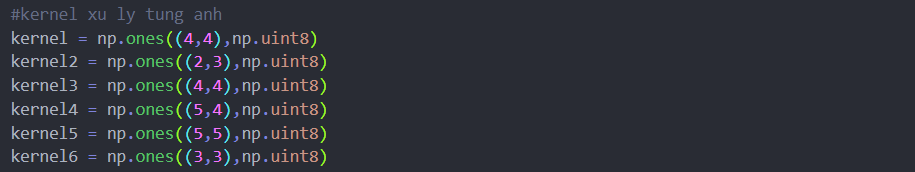 #kernel xu ly tung anh
kernel = np.ones((4,4),np.uint8)
kernel2 = np.ones((2,3),np.uint8)
kernel3 = np.ones((4,4),np.uint8)
kernel4 = np.ones((5,4),np.uint8)
kernel5 = np.ones((5,5),np.uint8)
kernel6 = np.ones((3,3),np.uint8)